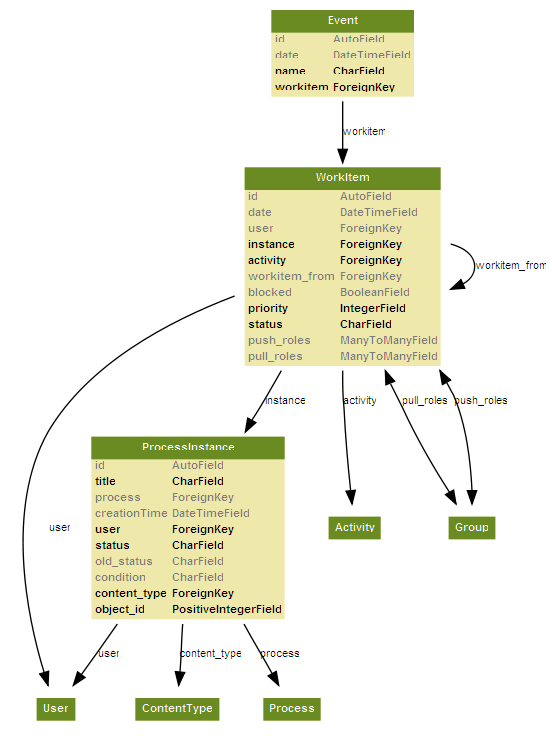 Event
id AutoField
date DateTimeField
name CharField
workitem ForeignKey
workitem
WorkItem
id AutoField
date DateTimeField
user ForeignKey
instance ForeignKey
activity ForeignKey
workitem_from ForeignKey
blocked BooleanField
priority IntegerField
status CharField
push_roles ManyToManyField
pull_roles ManyToManyField
workitem_from
instance
activity
pull_roles
push_roles
ProcessInstance
id AutoField
title CharField
process ForeignKey
creationTime DateTimeField
user ForeignKey
status CharField
old_status CharField
condition CharField
content_type ForeignKey
object_id PositiveIntegerField
Activity
Group
user
user
content_type
process
User
ContentType
Process